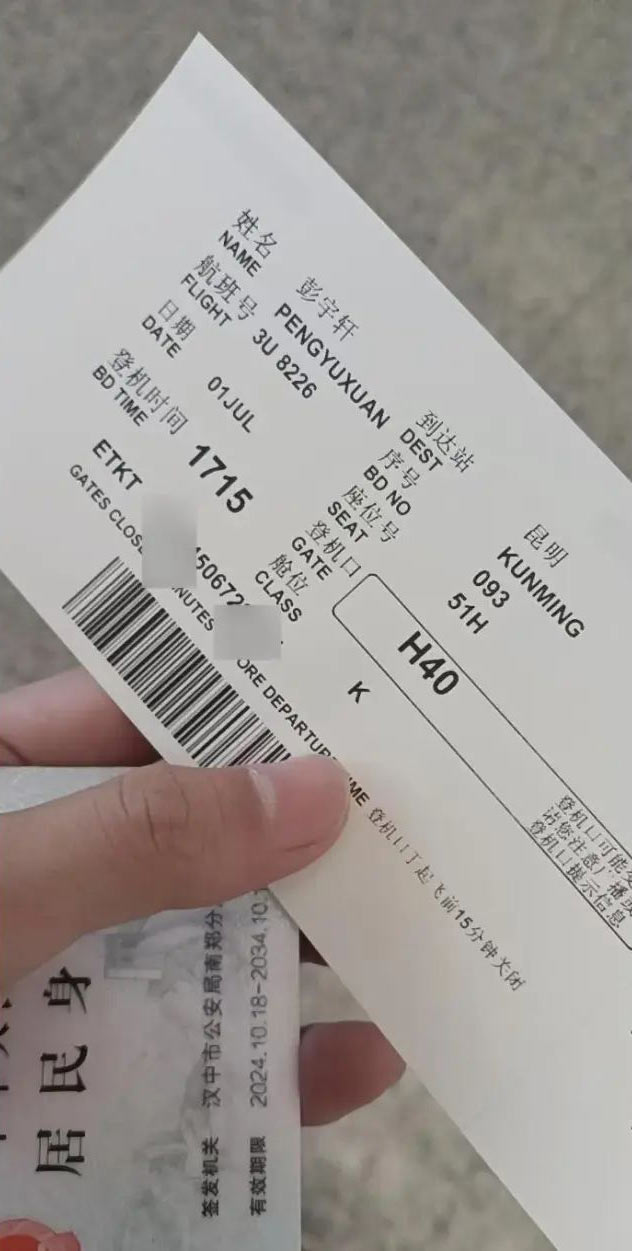 姓名 彭宇轩
NAME PENGYUXUAN
航班号
FLIGHT 3U 8226
日期
DATE 01JUL
登机时间
BD TIME 1715
ETKT 450672
到达站 昆明
DEST KUNMING
序号
BD NO 093
座位号
SEAT 51H
登机口
GATE H40
舱位
CLASS K
GATES CLOSE NUTES ORE DEPARTURE ME 登机口于起飞前15分钟关闭
登机口可能
请您注意广播
登机口提示信息
居民身
签发机关 汉中市公安局南郑分
有效期限 2024.10.18-2034.10.1